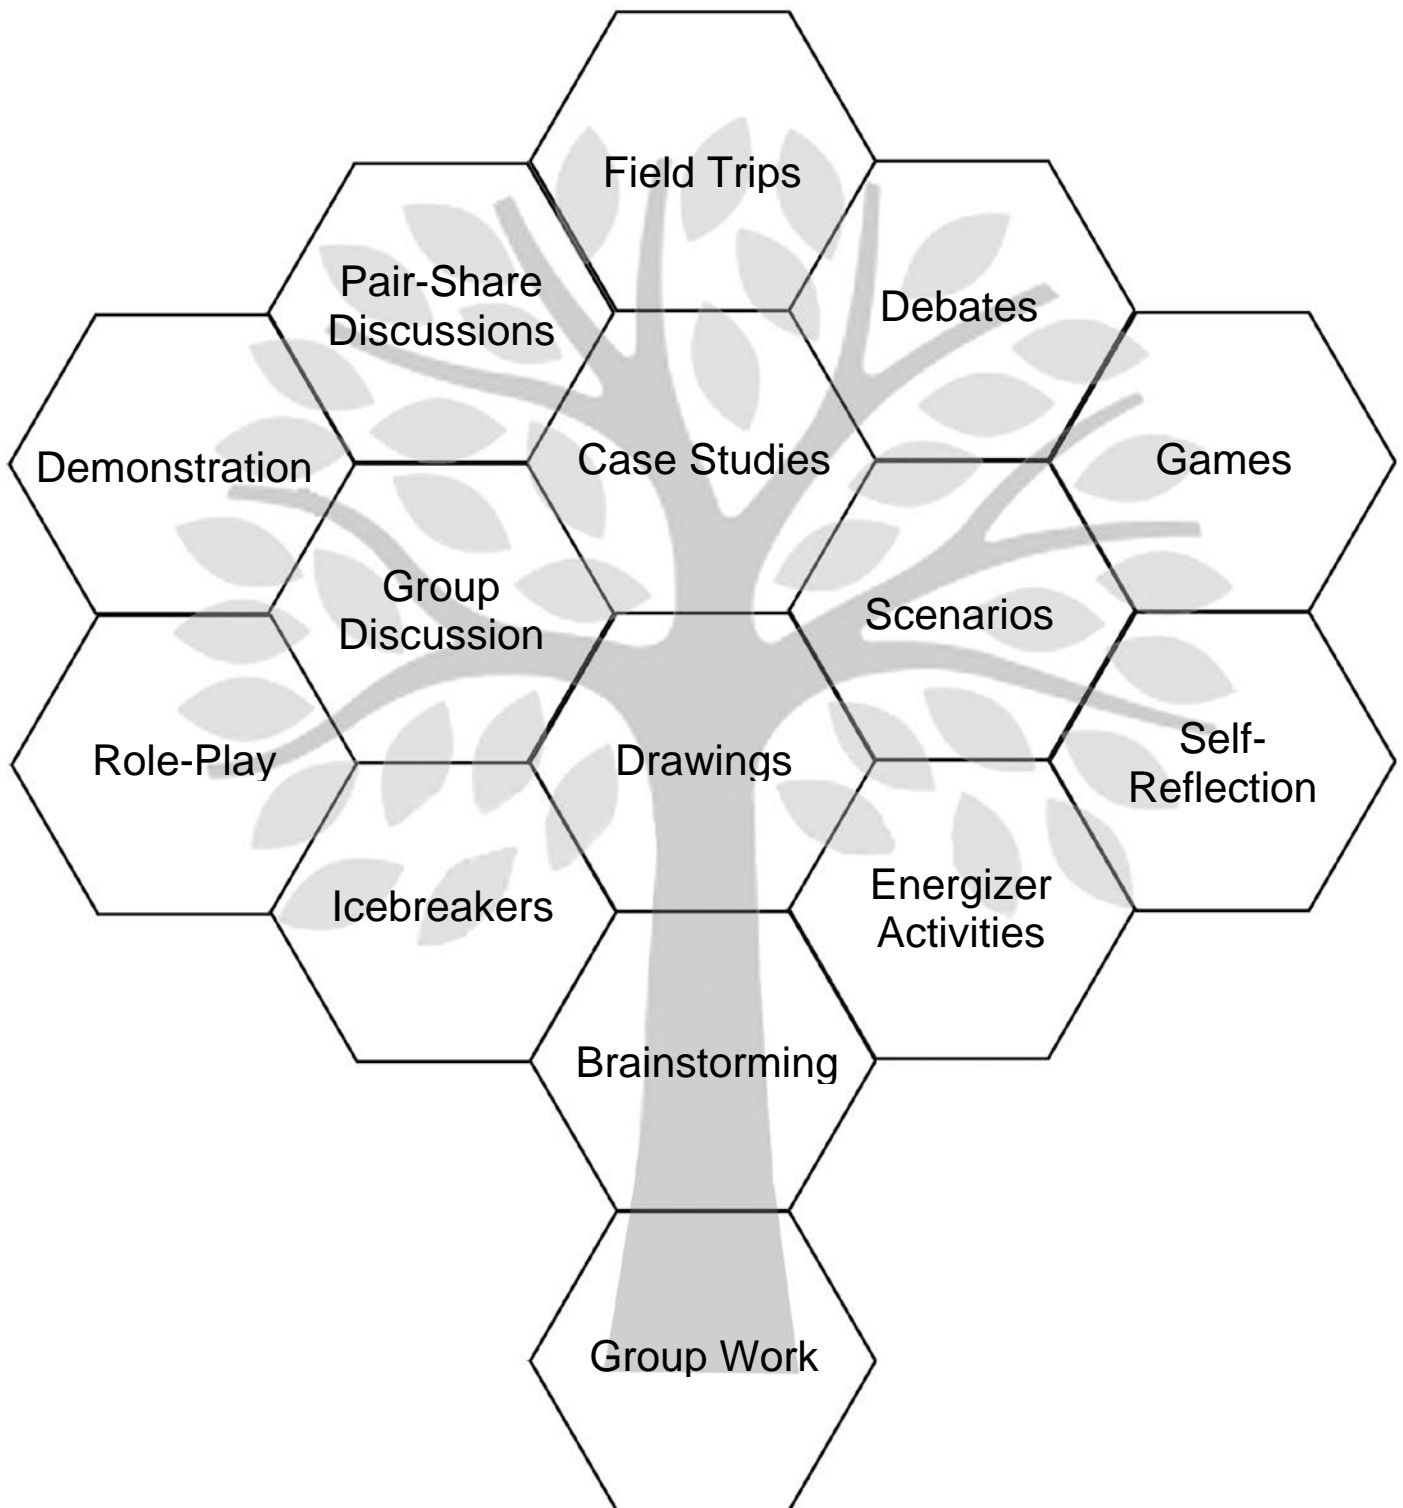 Field Trips
Pair-Share
Discussions
Debates
Demonstration
Case Studies
Games
Group
Discussion
Scenarios
Role-Play
Drawings
Self-
Reflection
Icebreakers
Energizer
Activities
Brainstorming
Group Work